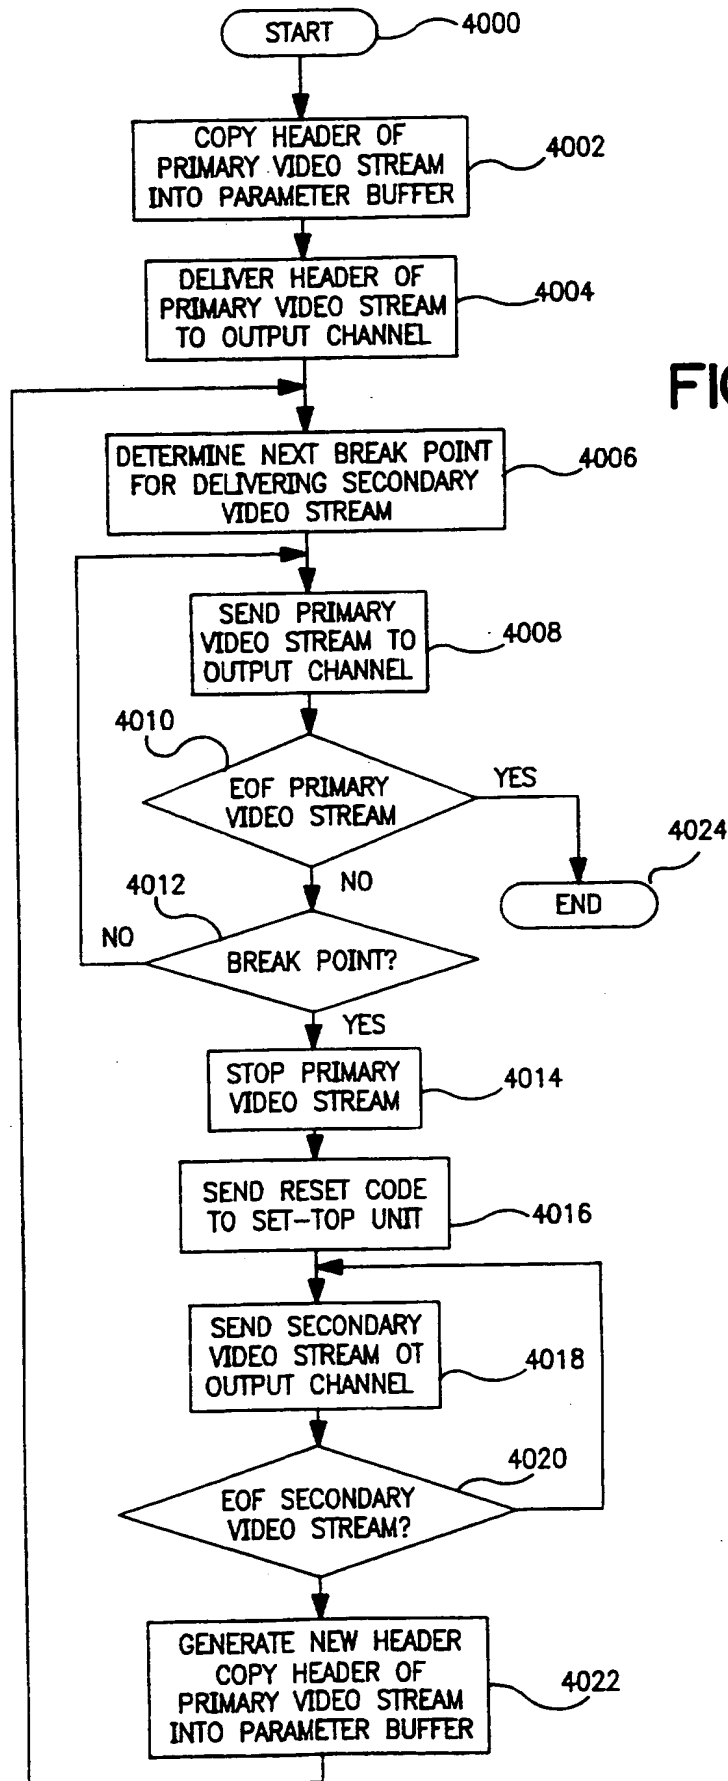 START
4000
COPY HEADER OF
PRIMARY VIDEO STREAM
INTO PARAMETER BUFFER
4002
DELIVER HEADER OF
PRIMARY VIDEO STREAM
TO OUTPUT CHANNEL
4004
FIG
DETERMINE NEXT BREAK POINT
FOR DELIVERING SECONDARY
VIDEO STREAM
4006
SEND PRIMARY
VIDEO STREAM TO
OUTPUT CHANNEL
4008
4010
EOF PRIMARY
VIDEO STREAM
YES
4024
END
NO
4012
NO
BREAK POINT?
YES
STOP PRIMARY
VIDEO STREAM
4014
SEND RESET CODE
TO SET-TOP UNIT
4016
SEND SECONDARY
VIDEO STREAM OT
OUTPUT CHANNEL
4018
4020
EOF SECONDARY
VIDEO STREAM?
GENERATE NEW HEADER
COPY HEADER OF
PRIMARY VIDEO STREAM
INTO PARAMETER BUFFER
4022